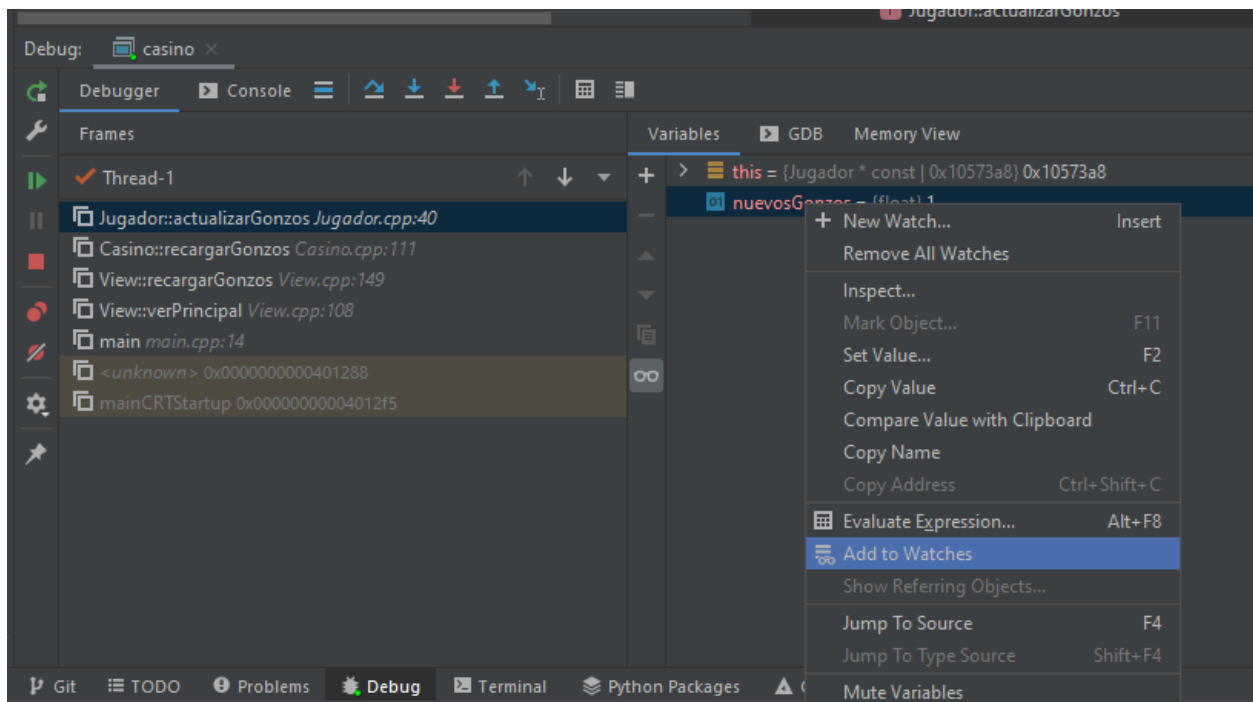 Jugador::actualizarGonzos
Debug: casino
Debugger Console
Frames
Variables GDB Memory View
Thread-1
this = {Jugador * const | 0x10573a8} 0x10573a8
nuevosGonzos = {float} 1
Jugador::actualizarGonzos Jugador.cpp:40
Casino::recargarGonzos Casino.cpp:111
View::recargarGonzos View.cpp:149
View::verPrincipal View.cpp:108
main main.cpp:14
<unknown> 0x0000000000401288
mainCRTStartup 0x00000000004012f5
New Watch... Insert
Remove All Watches
Inspect...
Mark Object... F11
Set Value... F2
Copy Value Ctrl+C
Compare Value with Clipboard
Copy Name
Copy Address Ctrl+Shift+C
Evaluate Expression... Alt+F8
Add to Watches
Show Referring Objects...
Jump To Source F4
Jump To Type Source Shift+F4
Mute Variables
Git TODO Problems Debug Terminal Python Packages